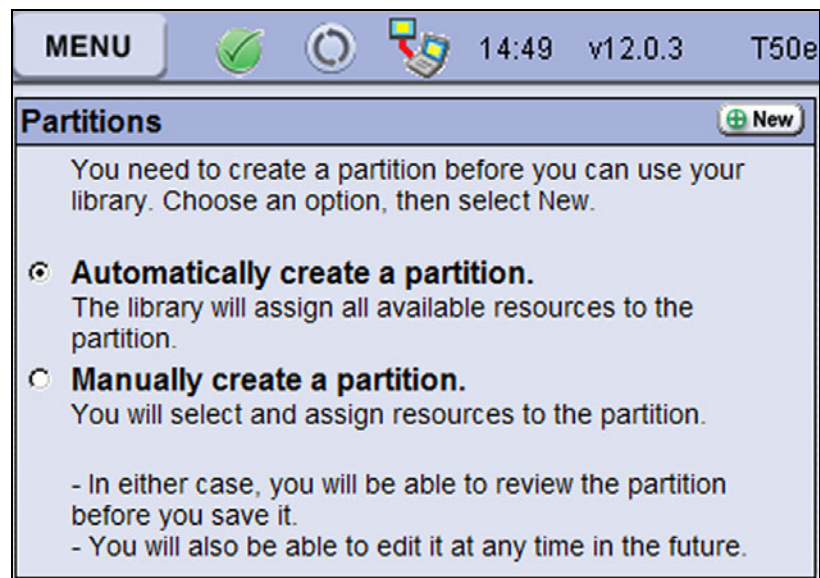 MENU 14:49 v12.0.3 T50e
Partitions New
You need to create a partition before you can use your
library. Choose an option, then select New.
Automatically create a partition.
The library will assign all available resources to the
partition.
Manually create a partition.
You will select and assign resources to the partition.
- In either case, you will be able to review the partition
before you save it.
- You will also be able to edit it at any time in the future.